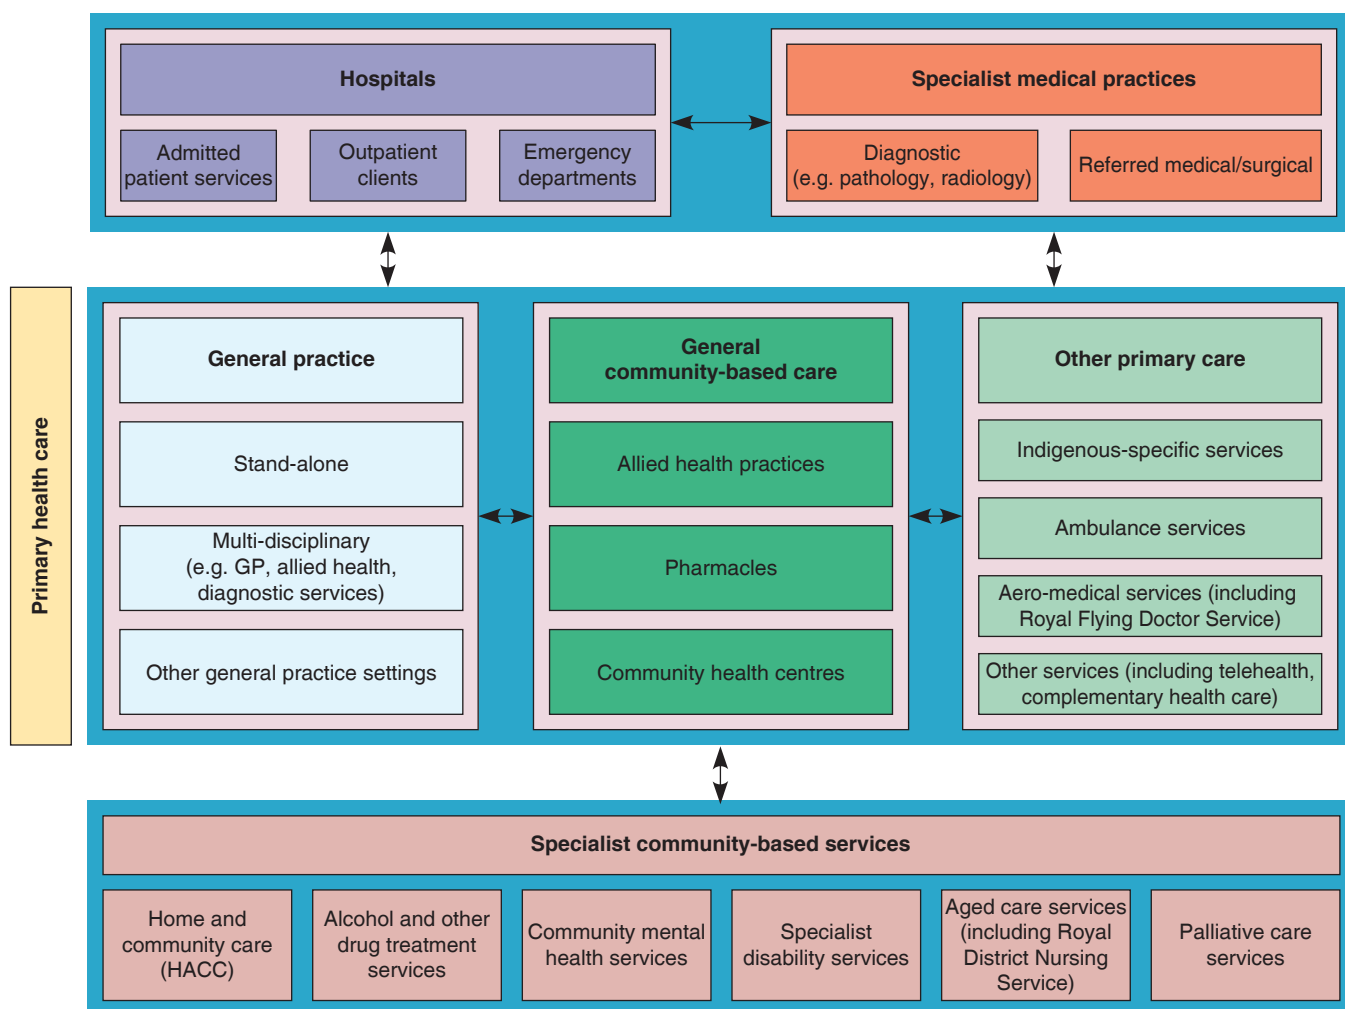 Hospitals
Specialist medical practices
Admitted
patient services
Outpatient
clients
Emergency
departments
Diagnostic
(e.g. pathology, radiology)
Referred medical/surgical
Primary health care
General practice
Stand-alone
Multi-disciplinary
(e.g. GP, allied health,
diagnostic services)
Other general practice settings
General
community-based care
Allied health practices
Pharmacles
Community health centres
Other primary care
Indigenous-specific services
Ambulance services
Aero-medical services (including
Royal Flying Doctor Service)
Other services (including telehealth,
complementary health care)
Specialist community-based services
Home and
community care
(HACC)
Alcohol and other
drug treatment
services
Community mental
health services
Specialist
disability services
Aged care services
(including Royal
District Nursing
Service)
Palliative care
services